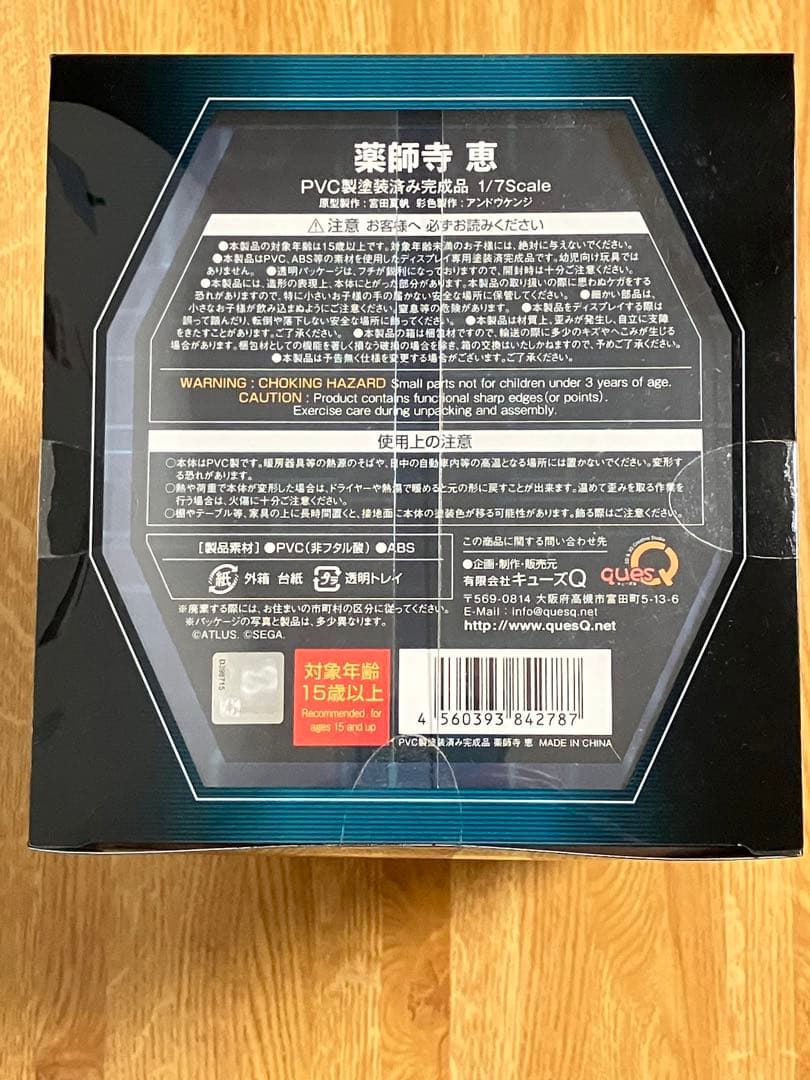 薬師寺 恵
PVC製塗装済み完成品 1/7Scale
原型製作：宮田夏帆 彩色製作：アンドウケンジ
⚠注意 お客様へ 必ずお読みください
●本製品の対象年齢は15歳以上です。対象年齢未満のお子様には、絶対に与えないでください。
●本製品はPVC、ABS等の素材を使用したディスプレイ専用塗装済完成品です。幼児向け玩具では
ありません。 ●透明パッケージは、フチが鋭利になっておりますので、開封時は十分ご注意ください。
●本製品には、造形の表現上、本体にとがった部分があります。本製品の取り扱いの際に思わぬケガをする
恐れがありますので、特に小さいお子様の手の届かない安全な場所に保管してください。 ●細かい部品は、
小さなお子様が飲み込まぬようにご注意ください。窒息等の危険があります。 ●本製品をディスプレイする際は
誤って踏んだり、転倒や落下しない安全な場所に飾ってください。 ●本製品は材質上、歪みが発生し、自立に支障
をきたすことがあります。ご了承ください。 ●本製品の箱は梱包材ですので、輸送の際に多少のキズやへこみが生じる
場合があります。梱包材としての機能を著しく損なう破損の場合を除き、箱の交換はいたしかねますので、予めご了承ください。
●本製品は予告無く仕様を変更する場合がございます。ご了承ください。
WARNING : CHOKING HAZARD Small parts not for children under 3 years of age.
CAUTION : Product contains functional sharp edges(or points).
Exercise care during unpacking and assembly.
使用上の注意
○本体はPVC製です。暖房器具等の熱源のそばや、日中の自動車内等の高温となる場所には置かないでください。変形す
る恐れがあります。
○熱や荷重で本体が変形した場合は、ドライヤーや熱湯で暖めると元の形に戻すことが出来ます。温めて歪みを取る作業を
行う場合は、火傷に十分ご注意ください。
○棚やテーブル等、家具の上に長時間置くと、接地面に本体の塗装色が移る可能性があります。飾る際はご注意ください。
[製品素材] ●PVC(非フタル酸) ●ABS
紙 外箱 台紙 プラ 透明トレイ
※廃棄する際には、お住まいの市町村の区分に従ってください。
※パッケージの写真と製品は、多少異なります。
©ATLUS. ©SEGA.
この商品に関する問い合わせ先
●企画・制作・販売元
有限会社キューズQ
quesQ
〒569-0814 大阪府高槻市富田町5-13-6
E-Mail : info@quesq.net
http://www.quesQ.net
D398715
対象年齢
15歳以上
Recommended for
ages 15 and up
4 560393 842787
PVC製塗装済み完成品 薬師寺 恵 MADE IN CHINA